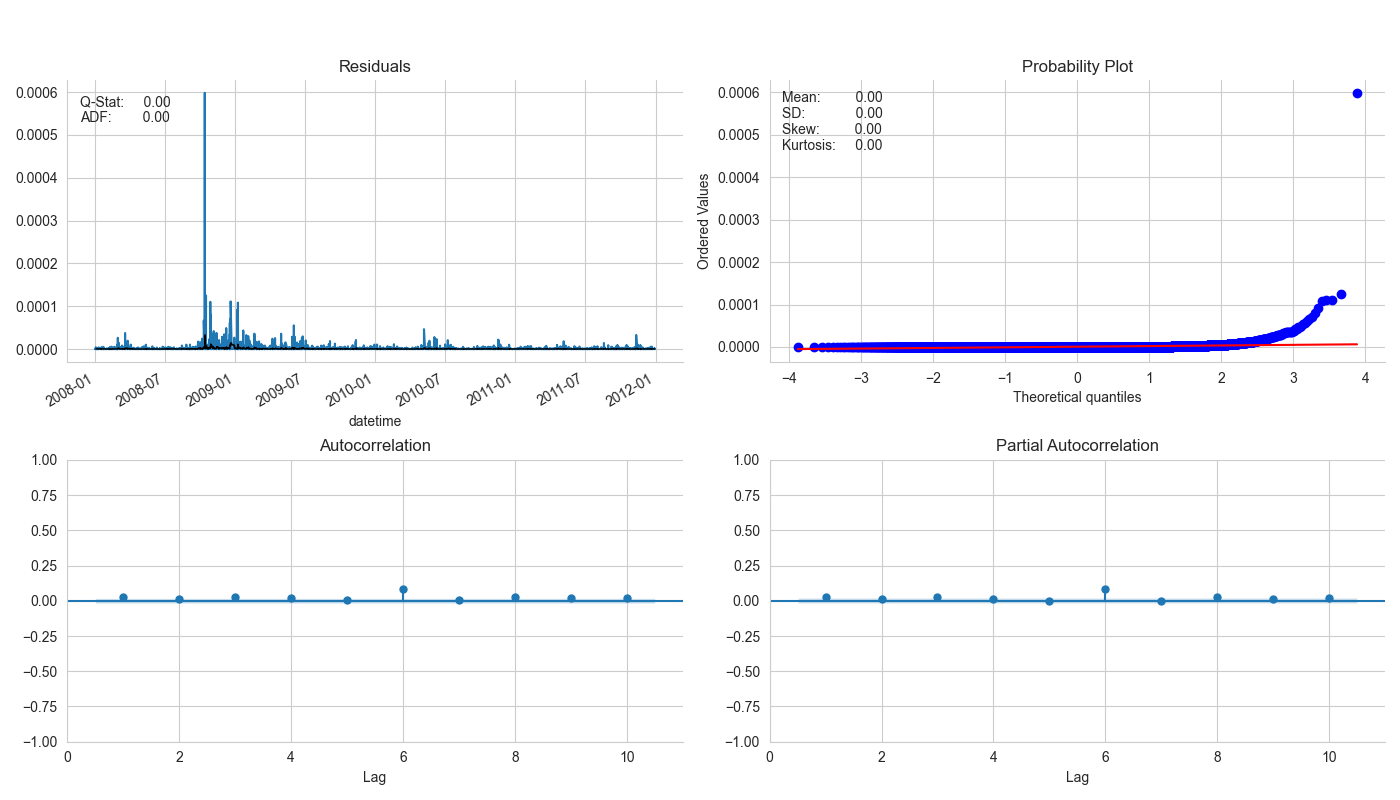 Residuals
Q-Stat: 0.00
ADF: 0.00
0.0006
0.0005
0.0004
0.0003
0.0002
0.0001
0.0000
2008-01 2008-07 2009-01 2009-07 2010-01 2010-07 2011-01 2011-07 2012-01
datetime
Probability Plot
Mean: 0.00
SD: 0.00
Skew: 0.00
Kurtosis: 0.00
Ordered Values
0.0006
0.0005
0.0004
0.0003
0.0002
0.0001
0.0000
−4 −3 −2 −1 0 1 2 3 4
Theoretical quantiles
Autocorrelation
1.00
0.75
0.50
0.25
0.00
−0.25
−0.50
−0.75
−1.00
0 2 4 6 8 10
Lag
Partial Autocorrelation
1.00
0.75
0.50
0.25
0.00
−0.25
−0.50
−0.75
−1.00
0 2 4 6 8 10
Lag